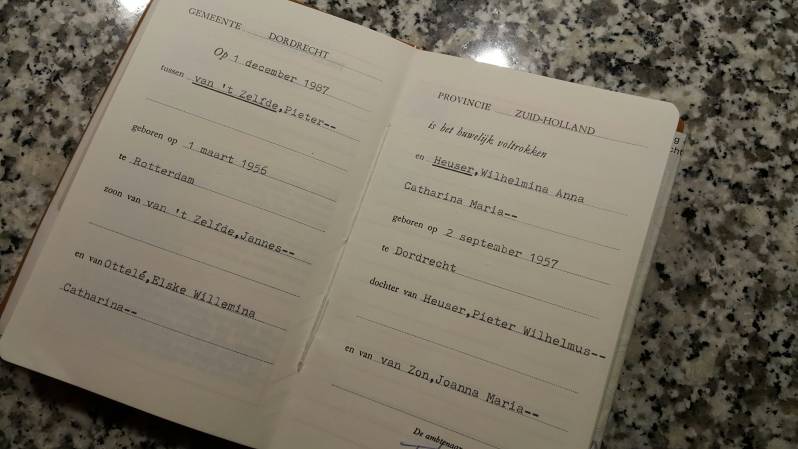 GEMEENTE DORDRECHT
Op 1 december 1987
tussen van 't Zelfde,Pieter--
geboren op 1 maart 1956
te Rotterdam
zoon van van 't Zelfde,Jannes--
en van Ottelé,Elske Willemina
Catharina--
PROVINCIE ZUID-HOLLAND
is het huwelijk voltrokken
en Heuser,Wilhelmina Anna
Catharina Maria--
geboren op 2 september 1957
te Dordrecht
dochter van Heuser,Pieter Wilhelmus--
en van van Zon,Joanna Maria--
De ambtenaar